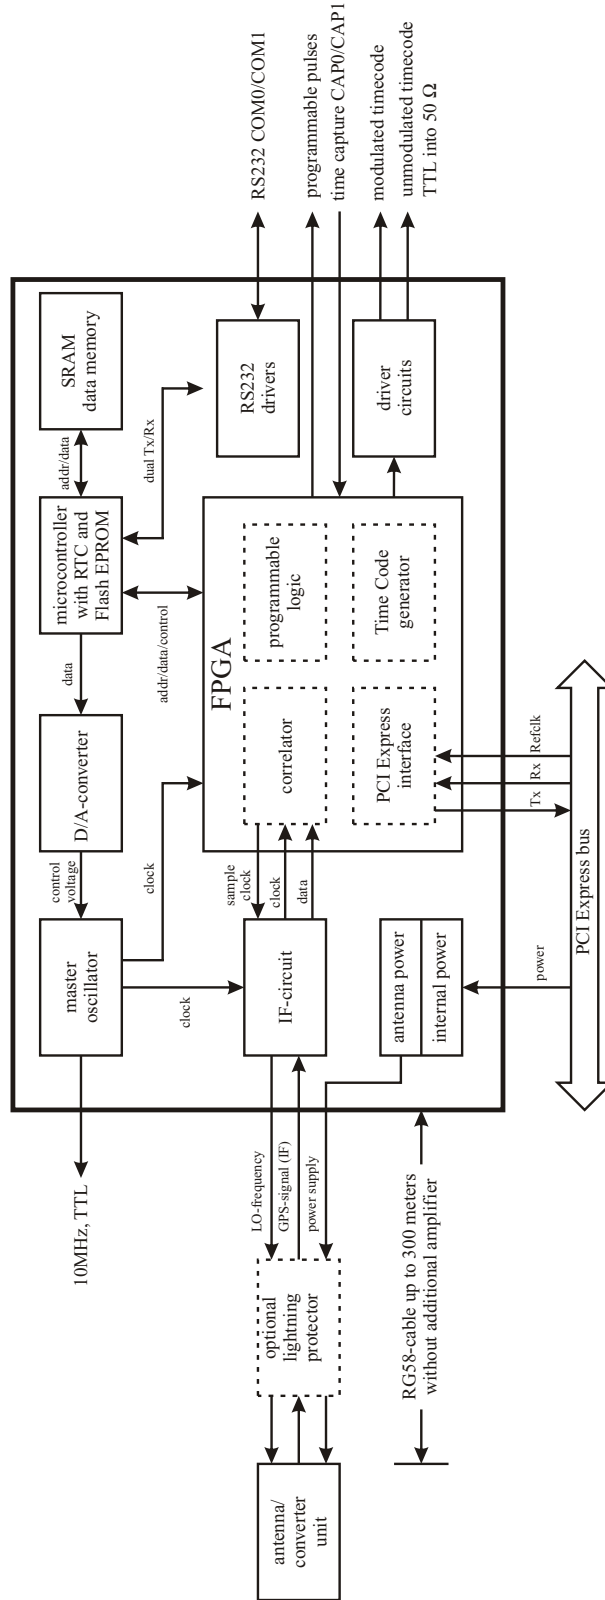 antenna/
converter
unit
optional
lightning
protector
LO-frequency
GPS-signal (IF)
power supply
RG58-cable up to 300 meters
without additional amplifier
10MHz, TTL
master
oscillator
control
voltage
D/A-converter
data
microcontroller
with RTC and
Flash EPROM
addr/data
SRAM
data memory
clock
clock
addr/data/control
dual Tx/Rx
IF-circuit
sample
clock
clock
data
FPGA
correlator
programmable
logic
PCI Express
interface
Time Code
generator
RS232
drivers
driver
circuits
antenna power
internal power
power
Tx
Rx
Refclk
PCI Express bus
RS232 COM0/COM1
programmable pulses
time capture CAP0/CAP1
modulated timecode
unmodulated timecode
TTL into 50 Ω